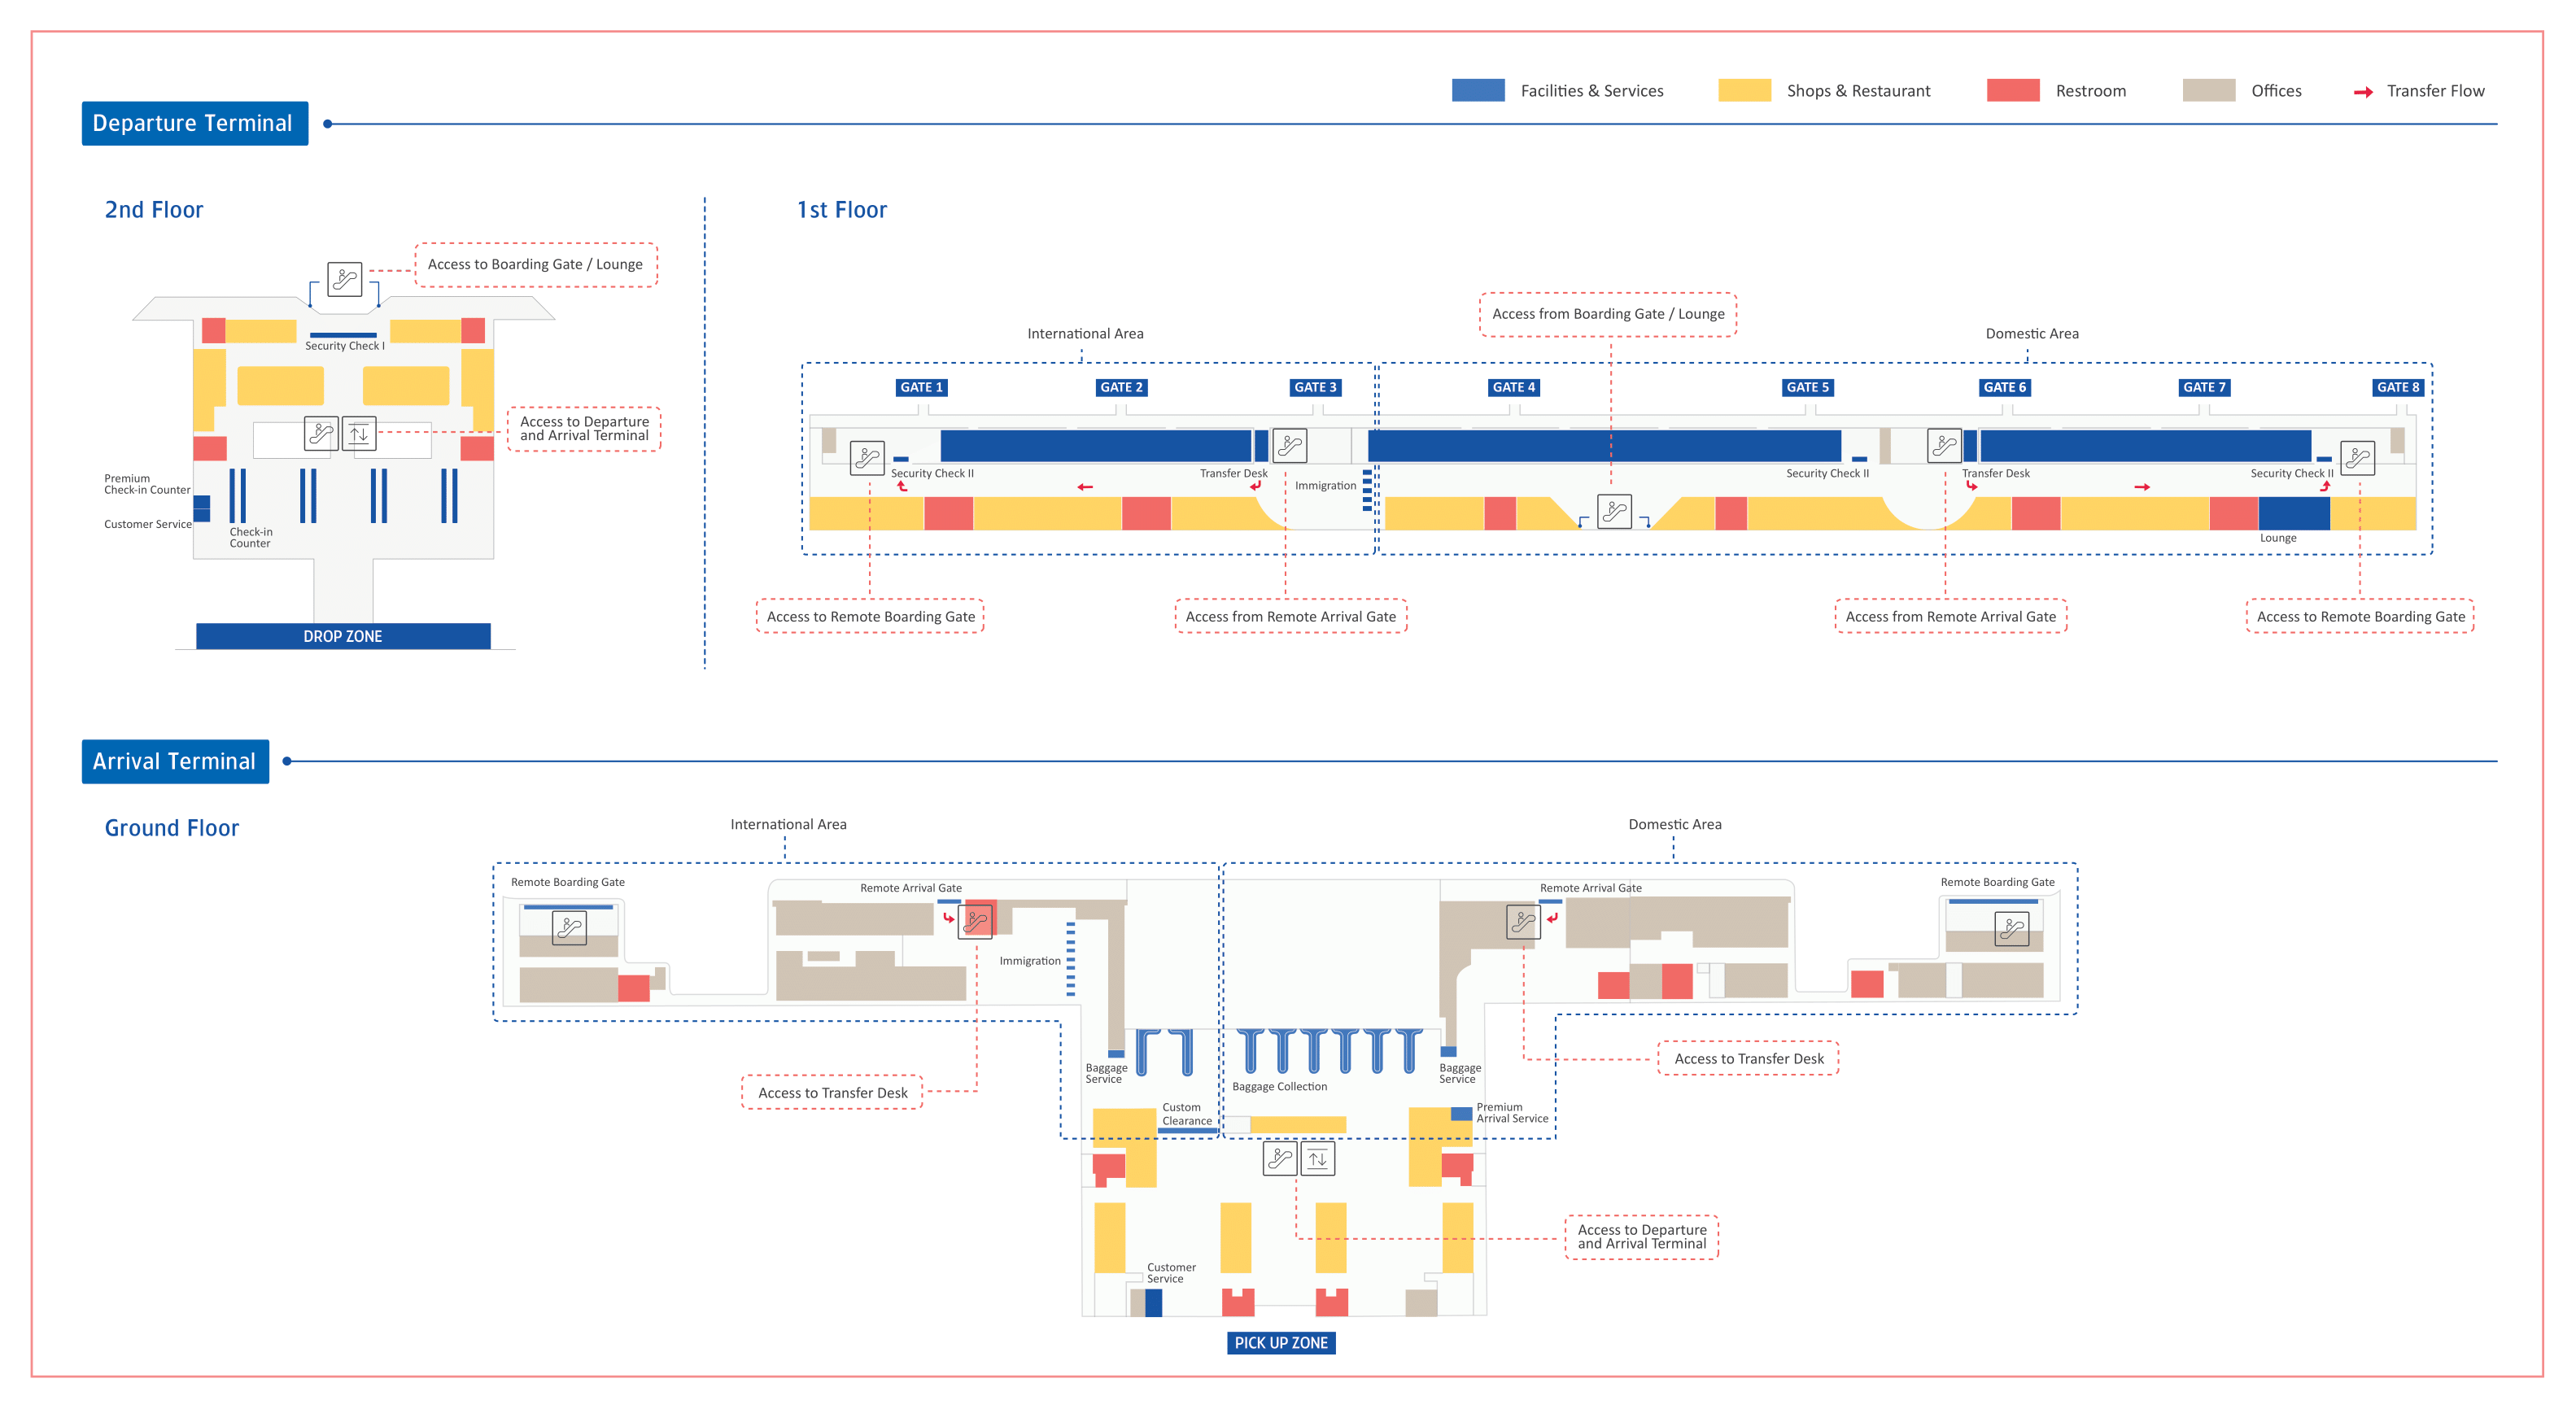 Facilities & Services
Shops & Restaurant
Restroom
Offices
Transfer Flow
Departure Terminal
2nd Floor
Access to Boarding Gate / Lounge
Security Check I
Access to Departure
and Arrival Terminal
Premium
Check-in Counter
Customer Service
Check-in
Counter
DROP ZONE
1st Floor
Access from Boarding Gate / Lounge
International Area
Domestic Area
GATE 1
GATE 2
GATE 3
GATE 4
GATE 5
GATE 6
GATE 7
GATE 8
Security Check II
Transfer Desk
Immigration
Security Check II
Transfer Desk
Security Check II
Lounge
Access to Remote Boarding Gate
Access from Remote Arrival Gate
Access from Remote Arrival Gate
Access to Remote Boarding Gate
Arrival Terminal
Ground Floor
International Area
Domestic Area
Remote Boarding Gate
Remote Arrival Gate
Remote Arrival Gate
Remote Boarding Gate
Immigration
Baggage
Service
Baggage Collection
Baggage
Service
Access to Transfer Desk
Access to Transfer Desk
Custom
Clearance
Premium
Arrival Service
Access to Departure
and Arrival Terminal
Customer
Service
PICK UP ZONE